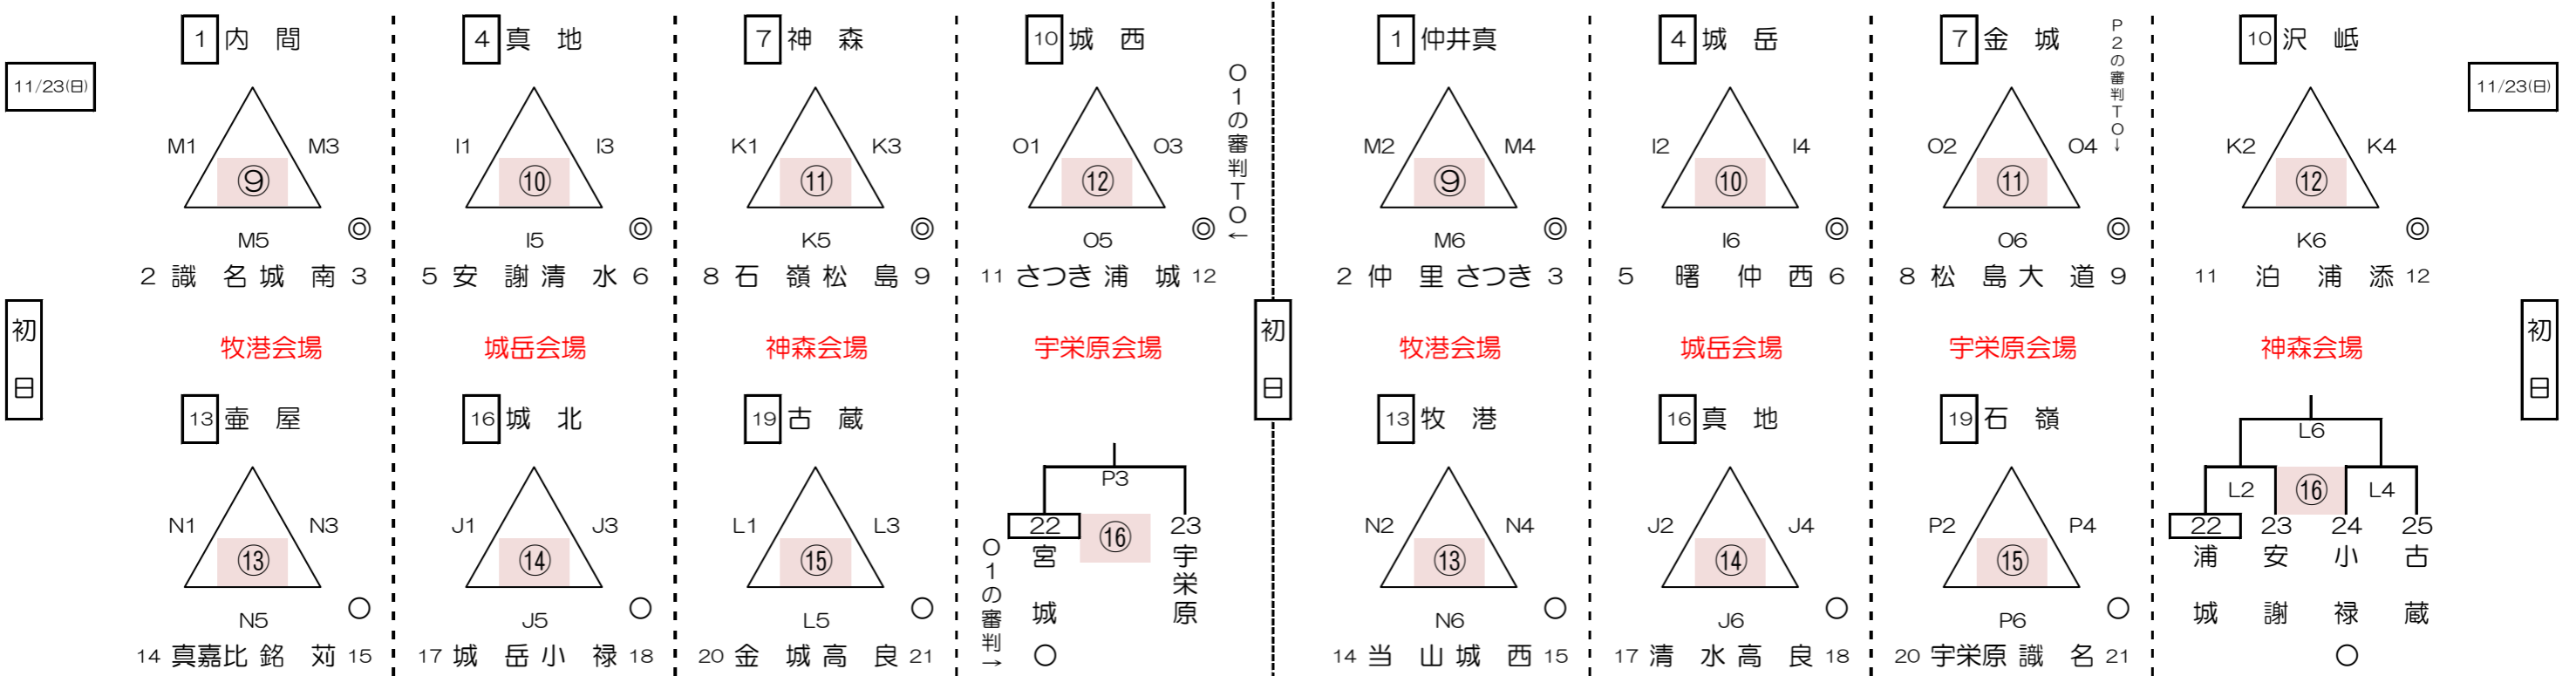 1 内 間 4 真 地 7 神 森 10 城 西 1 仲井真 4 城 岳 7 金 城 10 沢 岻
11/23(日) 11/23(日)
O1の審判TO←
P2の審判TO→
M1 M3 I1 I3 K1 K3 O1 O3 M2 M4 I2 I4 O2 O4 K2 K4
⑨ ⑩ ⑪ ⑫ ⑨ ⑩ ⑪ ⑫
M5 ◎ I5 ◎ K5 ◎ O5 ◎ M6 ◎ I6 ◎ O6 ◎ K6 ◎
2 識 名 城 南 3 5 安 謝 清 水 6 8 石 嶺 松 島 9 11 さつき 浦 城 12 2 仲 里 さつき 3 5 曙 仲 西 6 8 松 島 大 道 9 11 泊 浦 添 12
初日 初日 初日
牧港会場 城岳会場 神森会場 宇栄原会場 牧港会場 城岳会場 宇栄原会場 神森会場
13 壷 屋 16 城 北 19 古 蔵 13 牧 港 16 真 地 19 石 嶺
L6
P3
L2 ⑯ L4
N1 N3 J1 J3 L1 L3 22 ⑯ 23 N2 N4 J2 J4 P2 P4 22 23 24 25
宮城 ○
宇栄原
O1の審判→
浦城
安謝
小禄 ○
古蔵
⑬ ⑭ ⑮ ⑬ ⑭ ⑮
N5 ○ J5 ○ L5 ○ N6 ○ J6 ○ P6 ○
14 真嘉比 銘 苅 15 17 城 岳 小 禄 18 20 金 城 高 良 21 14 当 山 城 西 15 17 清 水 高 良 18 20 宇栄原 識 名 21